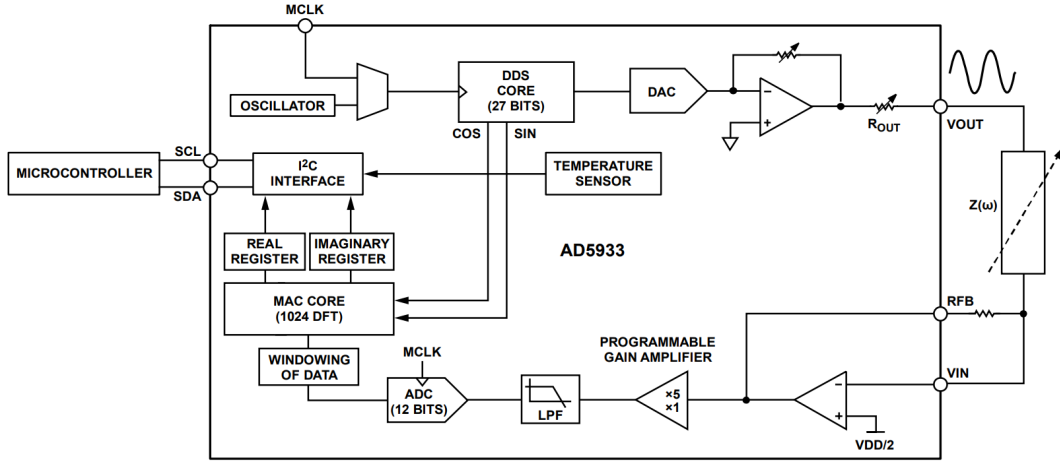 MCLK
OSCILLATOR
DDS
CORE
(27 BITS)
COS
SIN
DAC
ROUT
VOUT
MICROCONTROLLER
SCL
SDA
I2C
INTERFACE
TEMPERATURE
SENSOR
Z(ω)
REAL
REGISTER
IMAGINARY
REGISTER
AD5933
MAC CORE
(1024 DFT)
RFB
WINDOWING
OF DATA
MCLK
ADC
(12 BITS)
LPF
PROGRAMMABLE
GAIN AMPLIFIER
×5
×1
−
+
−
+
VIN
VDD/2